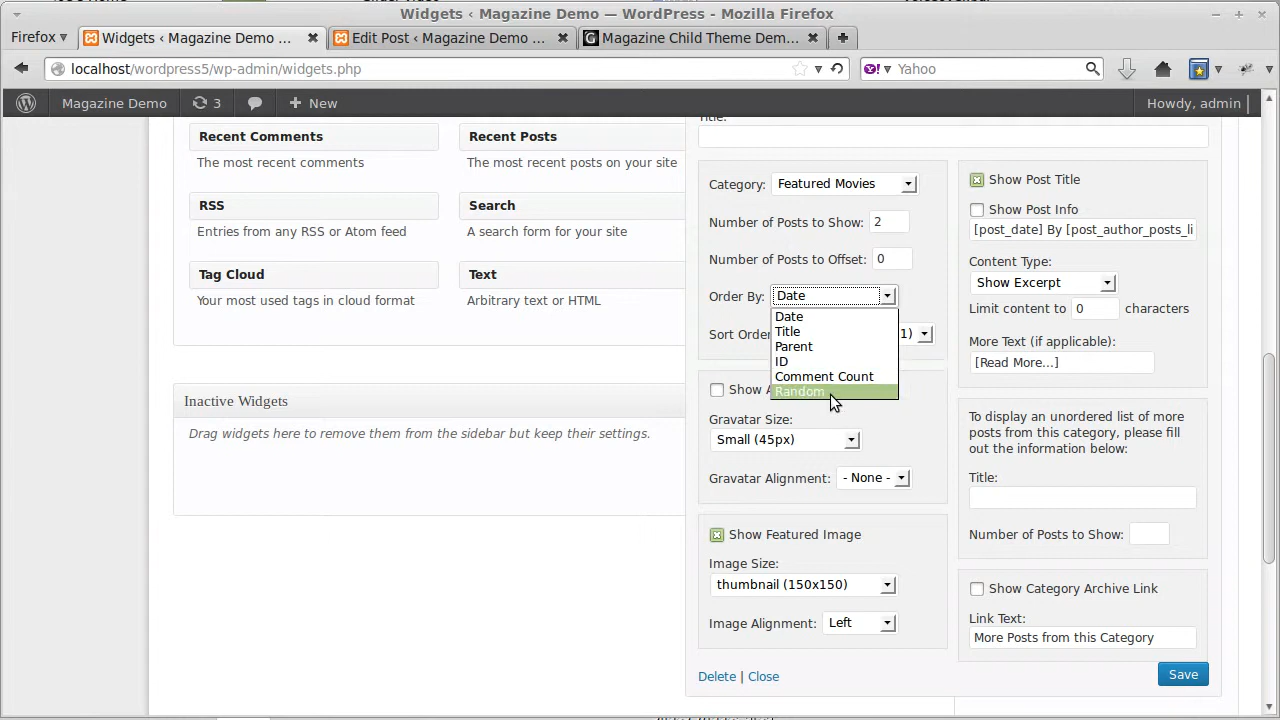 Widgets ‹ Magazine Demo — WordPress - Mozilla Firefox
Firefox
Widgets ‹ Magazine Demo ...
Edit Post ‹ Magazine Demo ...
Magazine Child Theme Dem...
localhost/wordpress5/wp-admin/widgets.php
Yahoo
Magazine Demo
3
New
Howdy, admin
Recent Comments
The most recent comments
Recent Posts
The most recent posts on your site
RSS
Entries from any RSS or Atom feed
Search
A search form for your site
Tag Cloud
Your most used tags in cloud format
Text
Arbitrary text or HTML
Inactive Widgets
Drag widgets here to remove them from the sidebar but keep their settings.
Title:
Category: Featured Movies
Number of Posts to Show: 2
Number of Posts to Offset: 0
Order By: Date
Date
Title
Parent
ID
Comment Count
Random
Sort Order
1)
Show A
Gravatar Size:
Small (45px)
Gravatar Alignment: - None -
Show Featured Image
Image Size:
thumbnail (150x150)
Image Alignment: Left
Delete | Close
Show Post Title
Show Post Info
[post_date] By [post_author_posts_li
Content Type:
Show Excerpt
Limit content to 0 characters
More Text (if applicable):
[Read More...]
To display an unordered list of more
posts from this category, please fill
out the information below:
Title:
Number of Posts to Show:
Show Category Archive Link
Link Text:
More Posts from this Category
Save